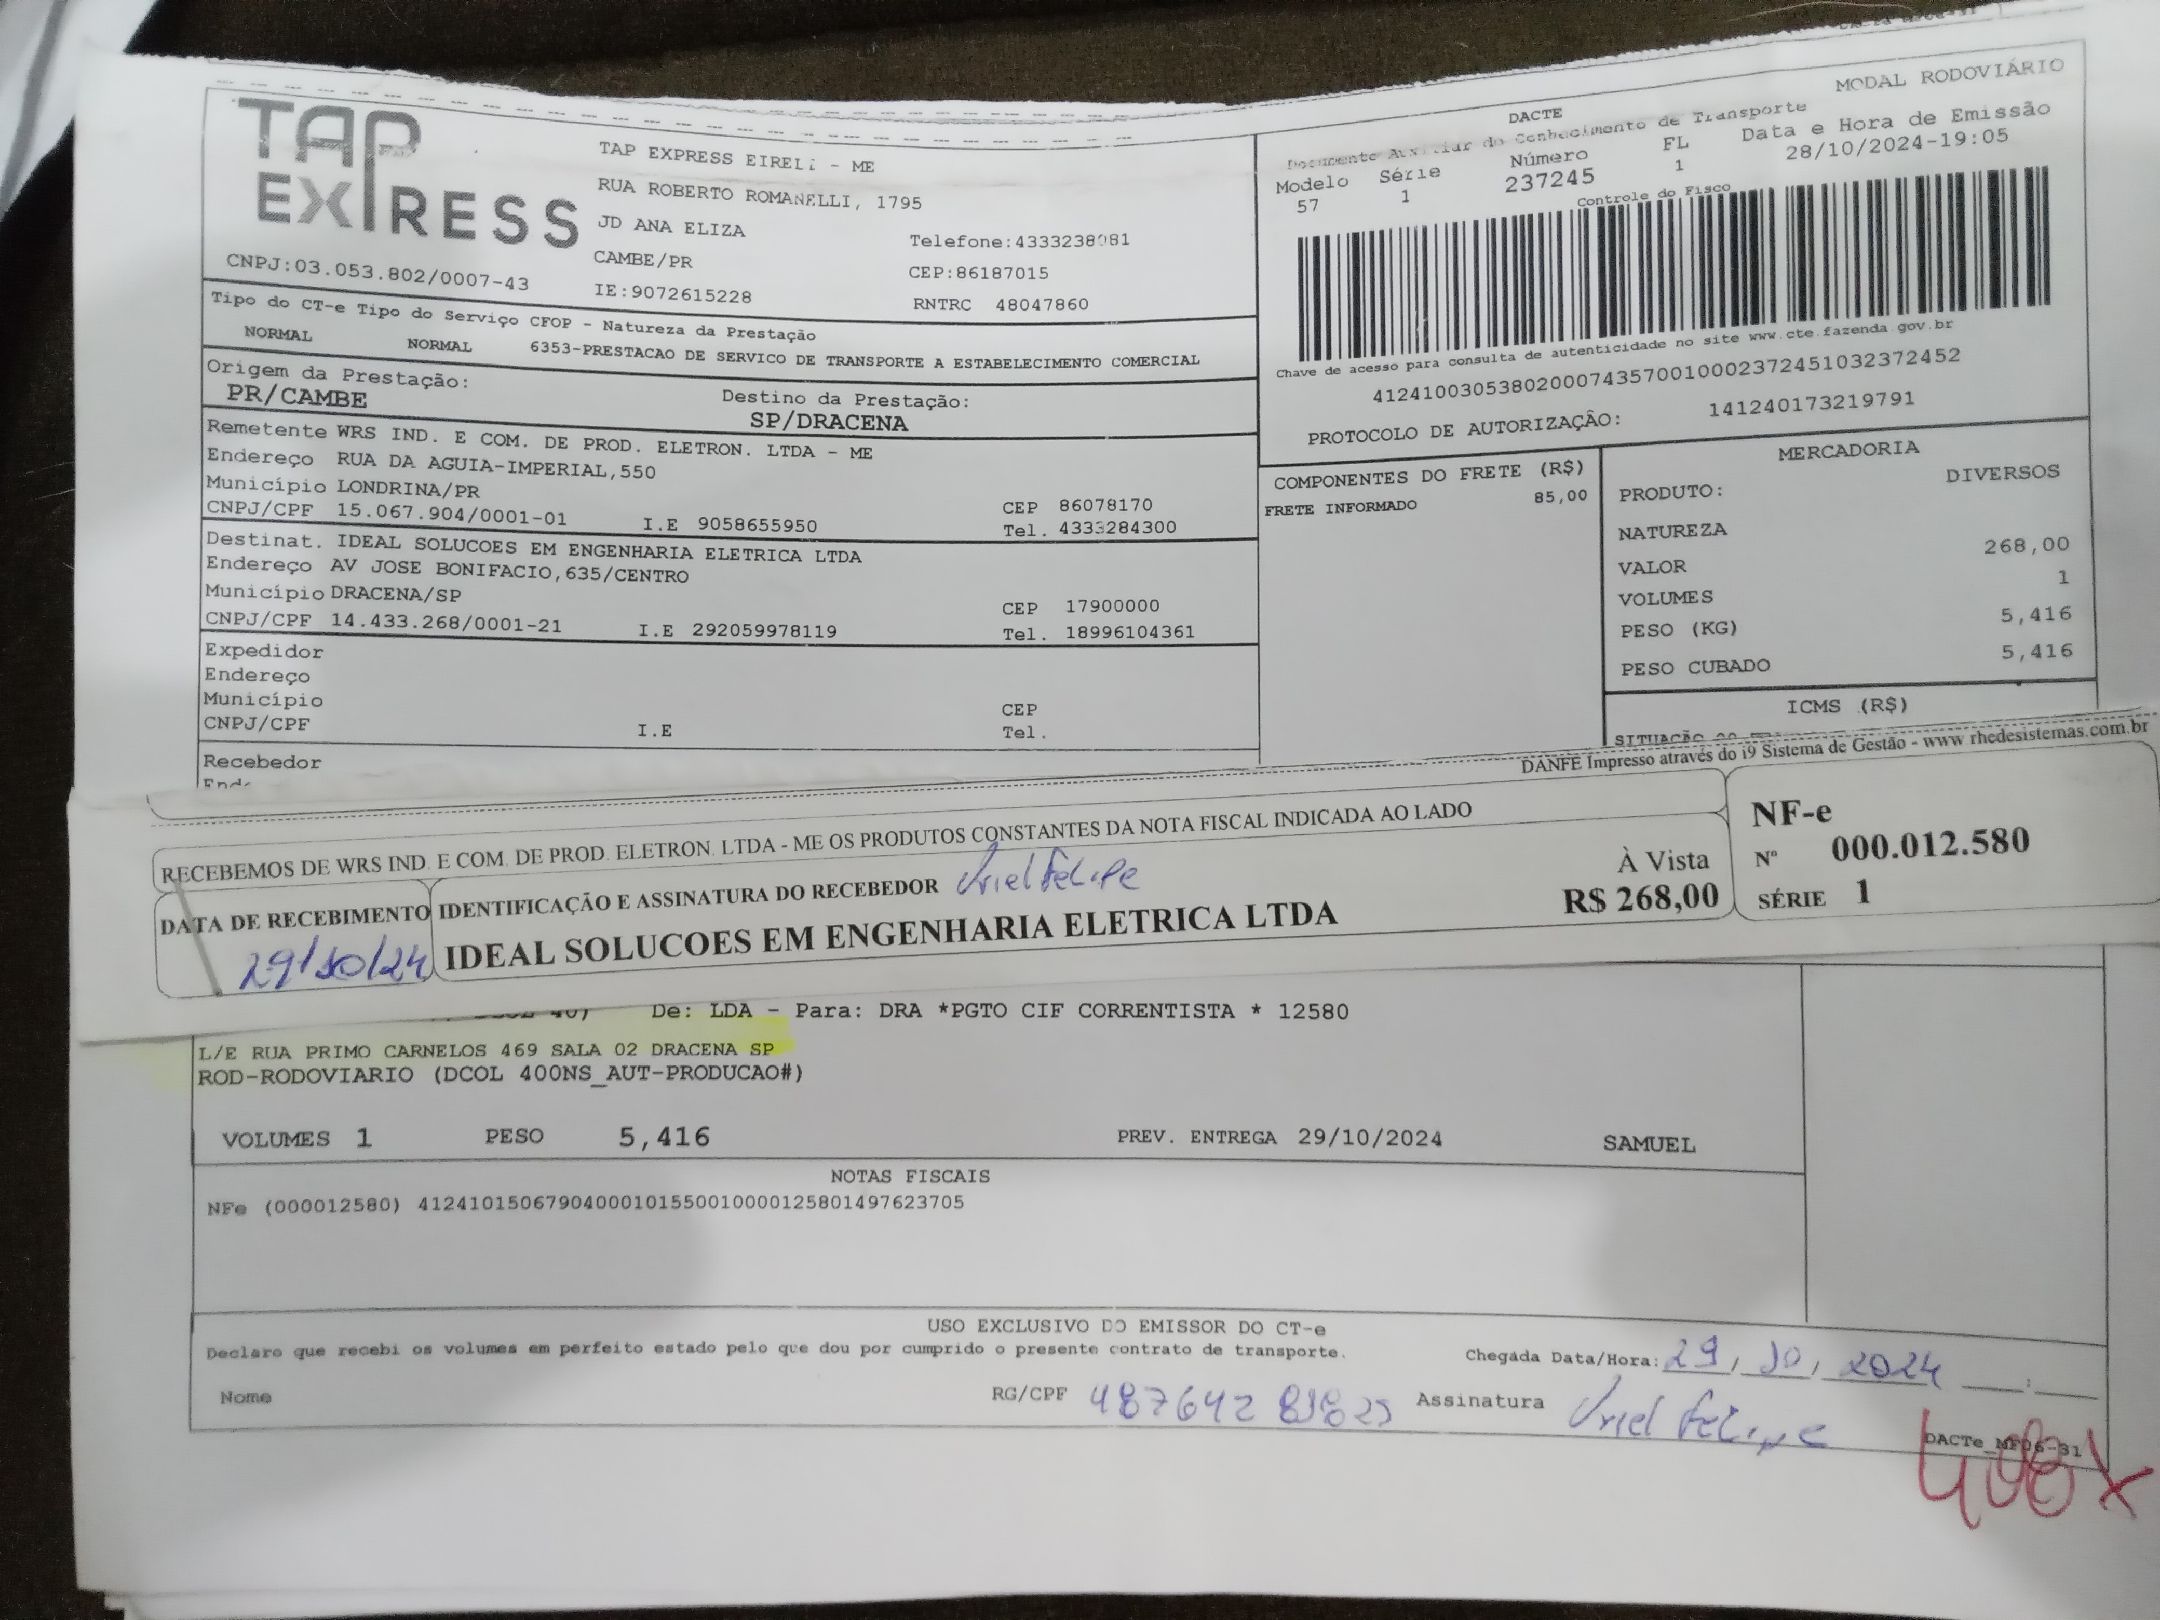 TAP
EXPRESS
TAP EXPRESS EIRELI - ME
RUA ROBERTO ROMANELLI, 1795
JD ANA ELIZA
Telefone:4333238081
CAMBE/PR
CEP:86187015
CNPJ:03.053.802/0007-43
IE:9072615228
RNTRC 48047860
MODAL RODOVIÁRIO
DACTE
Documento Auxiliar do Conhecimento de Transporte
Modelo Série Número FL Data e Hora de Emissão
57 1 237245 1 28/10/2024-19:05
Controle do Fisco
Chave de acesso para consulta de autenticidade no site www.cte.fazenda.gov.br
41241003053802000743570010002372451032372452
PROTOCOLO DE AUTORIZAÇÃO: 141240173219791
Tipo do CT-e Tipo do Serviço CFOP - Natureza da Prestação
NORMAL NORMAL 6353-PRESTACAO DE SERVICO DE TRANSPORTE A ESTABELECIMENTO COMERCIAL
Origem da Prestação: Destino da Prestação:
PR/CAMBE SP/DRACENA
Remetente WRS IND. E COM. DE PROD. ELETRON. LTDA - ME
Endereço RUA DA AGUIA-IMPERIAL,550
Município LONDRINA/PR CEP 86078170
CNPJ/CPF 15.067.904/0001-01 I.E 9058655950 Tel. 4333284300
Destinat. IDEAL SOLUCOES EM ENGENHARIA ELETRICA LTDA
Endereço AV JOSE BONIFACIO,635/CENTRO
Município DRACENA/SP CEP 17900000
CNPJ/CPF 14.433.268/0001-21 I.E 292059978119 Tel. 18996104361
Expedidor
Endereço
Município CEP
CNPJ/CPF I.E Tel.
Recebedor
COMPONENTES DO FRETE (R$)
FRETE INFORMADO 85,00
MERCADORIA
PRODUTO: DIVERSOS
NATUREZA
VALOR 268,00
VOLUMES 1
PESO (KG) 5,416
PESO CUBADO 5,416
ICMS (R$)
DANFE Impresso através do i9 Sistema de Gestão - www rhedesistemas.com.br
RECEBEMOS DE WRS IND. E COM. DE PROD. ELETRON. LTDA - ME OS PRODUTOS CONSTANTES DA NOTA FISCAL INDICADA AO LADO
DATA DE RECEBIMENTO
29/10/24
IDENTIFICAÇÃO E ASSINATURA DO RECEBEDOR Uriel Felipe
IDEAL SOLUCOES EM ENGENHARIA ELETRICA LTDA
À Vista
R$ 268,00
NF-e
Nº 000.012.580
SÉRIE 1
De: LDA - Para: DRA *PGTO CIF CORRENTISTA * 12580
L/E RUA PRIMO CARNELOS 469 SALA 02 DRACENA SP
ROD-RODOVIARIO (DCOL 400NS_AUT-PRODUCAO#)
VOLUMES 1 PESO 5,416 PREV. ENTREGA 29/10/2024 SAMUEL
NOTAS FISCAIS
NFe (000012580) 41241015067904000101550010000125801497623705
USO EXCLUSIVO DO EMISSOR DO CT-e
Declaro que recebi os volumes em perfeito estado pelo que dou por cumprido o presente contrato de transporte.
Chegada Data/Hora: 29/10/2024
Nome RG/CPF Assinatura Uriel Felipe